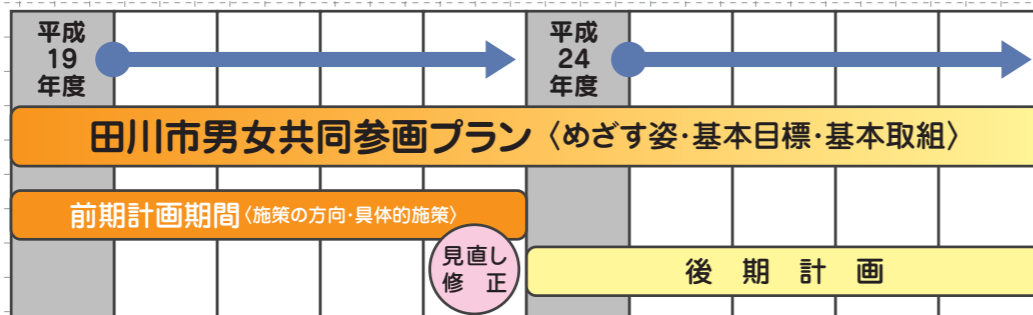 平成
19
年度
平成
24
年度
田川市男女共同参画プラン〈めざす姿・基本目標・基本取組〉
前期計画期間〈施策の方向・具体的施策〉
見直し
修 正
後 期 計 画